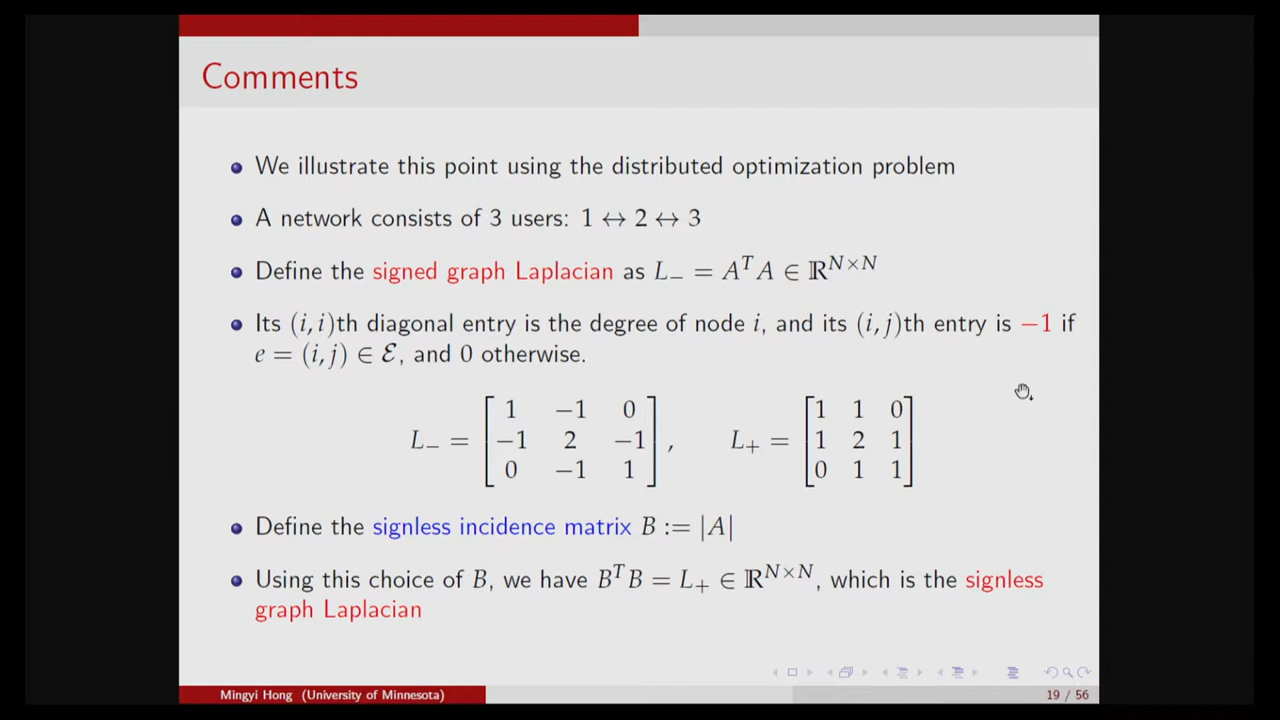 Comments
We illustrate this point using the distributed optimization problem
A network consists of 3 users: 1 ↔ 2 ↔ 3
Define the signed graph Laplacian as L₋ = AᵀA ∈ ℝᴺˣᴺ
Its (i, i)th diagonal entry is the degree of node i, and its (i, j)th entry is −1 if
e = (i, j) ∈ ℰ, and 0 otherwise.
L₋ = [1 −1 0; −1 2 −1; 0 −1 1], L₊ = [1 1 0; 1 2 1; 0 1 1]
Define the signless incidence matrix B := |A|
Using this choice of B, we have BᵀB = L₊ ∈ ℝᴺˣᴺ, which is the signless
graph Laplacian
Mingyi Hong (University of Minnesota) 19 / 56